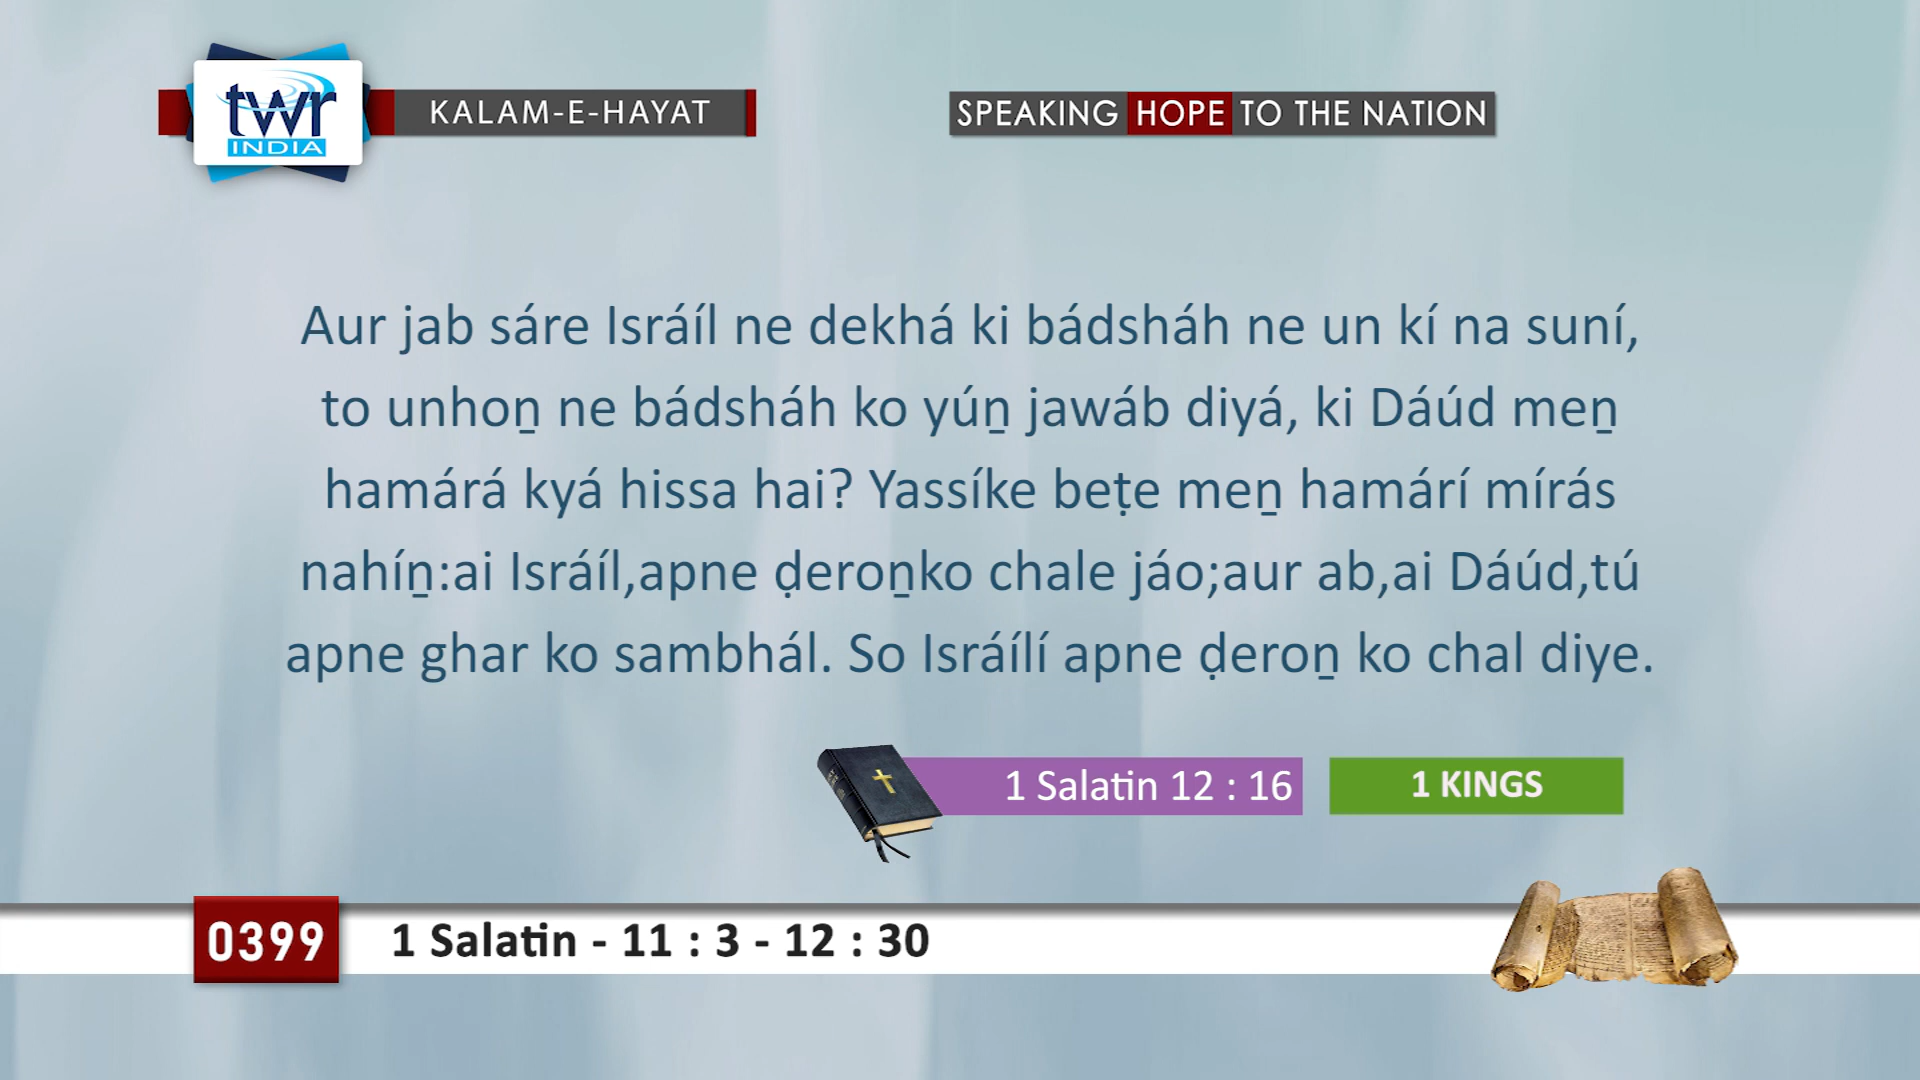 twr
INDIA
KALAM-E-HAYAT
SPEAKING HOPE TO THE NATION
Aur jab sáre Isráíl ne dekhá ki bádsháh ne un kí na suní,
to unhoṉ ne bádsháh ko yúṉ jawáb diyá, ki Dáúd meṉ
hamárá kyá hissa hai? Yassíke beṭe meṉ hamárí mírás
nahíṉ:ai Isráíl,apne ḍeroṉko chale jáo;aur ab,ai Dáúd,tú
apne ghar ko sambhál. So Isráílí apne ḍeroṉ ko chal diye.
1 Salatin 12 : 16
1 KINGS
0399
1 Salatin - 11 : 3 - 12 : 30